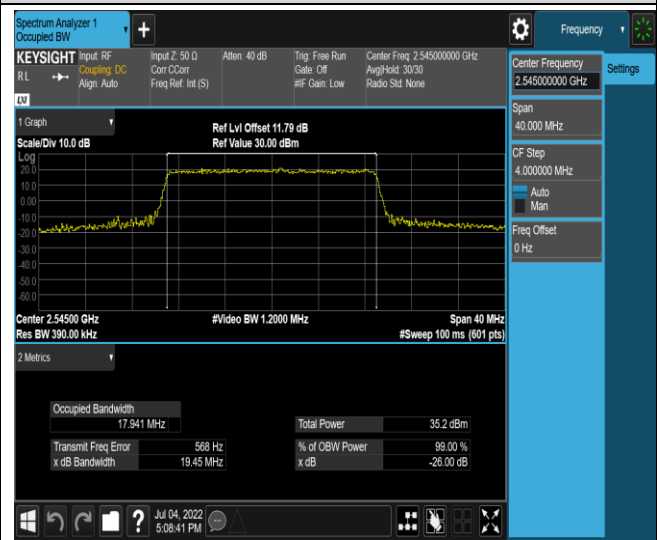 Spectrum Analyzer 1
Occupied BW
+
Frequency
KEYSIGHT
R L
LXI
Input: RF
Coupling: DC
Align: Auto
Input Z: 50 Ω
Corr CCorr
Freq Ref: Int (S)
Atten: 40 dB
Trig: Free Run
Gate: Off
#IF Gain: Low
Center Freq: 2.545000000 GHz
Avg|Hold: 30/30
Radio Std: None
Center Frequency
2.545000000 GHz
Settings
Span
40.000 MHz
CF Step
4.000000 MHz
Auto
Man
Freq Offset
0 Hz
1 Graph
Scale/Div 10.0 dB
Ref Lvl Offset 11.79 dB
Ref Value 30.00 dBm
Log
20.0
10.0
0.00
-10.0
-20.0
-30.0
-40.0
-50.0
-60.0
Center 2.54500 GHz
Res BW 390.00 kHz
#Video BW 1.2000 MHz
Span 40 MHz
#Sweep 100 ms (601 pts)
2 Metrics
Occupied Bandwidth
17.941 MHz
Total Power 35.2 dBm
Transmit Freq Error 568 Hz
% of OBW Power 99.00 %
x dB Bandwidth 19.45 MHz
x dB -26.00 dB
?
Jul 04, 2022
5:08:41 PM